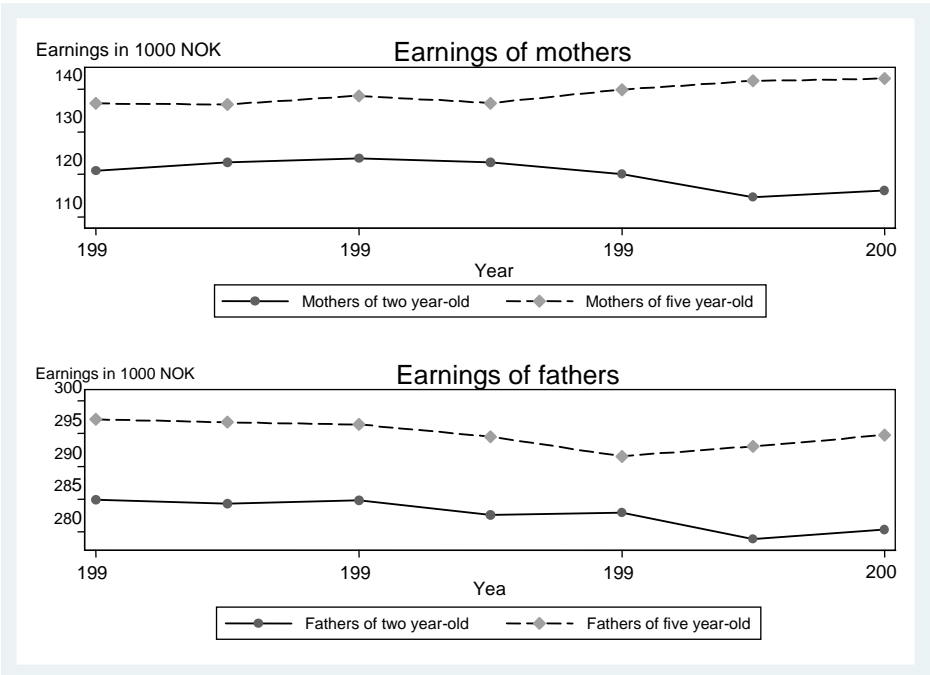 Earnings of mothers
Earnings in 1000 NOK
140
130
120
110
199 199 199 200
Year
Mothers of two year-old Mothers of five year-old
Earnings of fathers
Earnings in 1000 NOK
300
295
290
285
280
199 199 199 200
Yea
Fathers of two year-old Fathers of five year-old